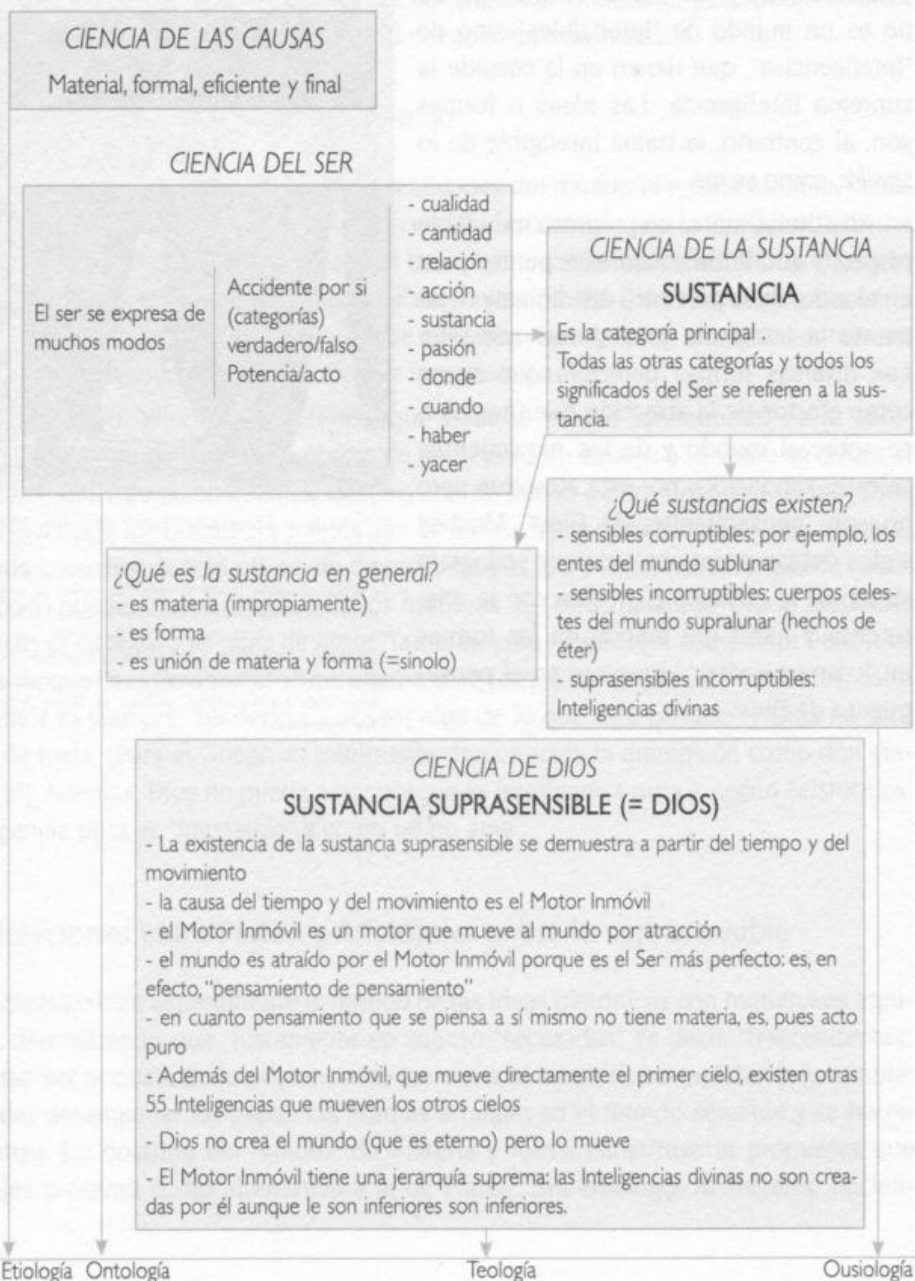 CIENCIA DE LAS CAUSAS
Material, formal, eficiente y final
CIENCIA DEL SER
El ser se expresa de
muchos modos
Accidente por si
(categorías)
verdadero/falso
Potencia/acto
- cualidad
- cantidad
- relación
- acción
- sustancia
- pasión
- donde
- cuando
- haber
- yacer
CIENCIA DE LA SUSTANCIA
SUSTANCIA
Es la categoría principal
Todas las otras categorías y todos los
significados del Ser se refieren a la sus-
tancia.
¿Qué es la sustancia en general?
- es materia (impropiamente)
- es forma
- es unión de materia y forma (=sínolo)
¿Qué sustancias existen?
- sensibles corruptibles: por ejemplo, los
entes del mundo sublunar
- sensibles incorruptibles: cuerpos celes-
tes del mundo supralunar (hechos de
éter)
- suprasensibles incorruptibles:
Inteligencias divinas
CIENCIA DE DIOS
SUSTANCIA SUPRASENSIBLE (= DIOS)
- La existencia de la sustancia suprasensible se demuestra a partir del tiempo y del
movimiento
- la causa del tiempo y del movimiento es el Motor Inmóvil
- el Motor Inmóvil es un motor que mueve al mundo por atracción
- el mundo es atraído por el Motor Inmóvil porque es el Ser más perfecto: es, en
efecto, "pensamiento de pensamiento"
- en cuanto pensamiento que se piensa a sí mismo no tiene materia, es, pues acto
puro
- Además del Motor Inmóvil, que mueve directamente el primer cielo, existen otras
55 Inteligencias que mueven los otros cielos
- Dios no crea el mundo (que es eterno) pero lo mueve
- El Motor Inmóvil tiene una jerarquía suprema: las Inteligencias divinas no son crea-
das por él aunque le son inferiores son inferiores.
Etiología Ontología Teología Ousiología